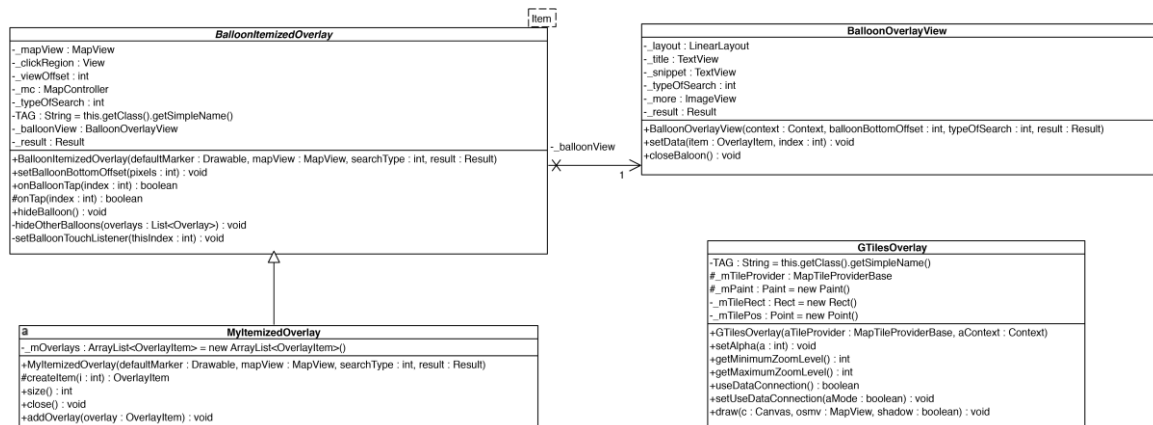 Item
BalloonItemizedOverlay
-_mapView : MapView
-_clickRegion : View
-_viewOffset : int
-_mc : MapController
-_typeOfSearch : int
-TAG : String = this.getClass().getSimpleName()
-_balloonView : BalloonOverlayView
-_result : Result
+BalloonItemizedOverlay(defaultMarker : Drawable, mapView : MapView, searchType : int, result : Result)
+setBalloonBottomOffset(pixels : int) : void
+onBalloonTap(index : int) : boolean
#onTap(index : int) : boolean
+hideBalloon() : void
-hideOtherBalloons(overlays : List<Overlay>) : void
-setBalloonTouchListener(thisIndex : int) : void
-_balloonView
1
BalloonOverlayView
-_layout : LinearLayout
-_title : TextView
-_snippet : TextView
-_typeOfSearch : int
-_more : ImageView
-_result : Result
+BalloonOverlayView(context : Context, balloonBottomOffset : int, typeOfSearch : int, result : Result)
+setData(item : OverlayItem, index : int) : void
+closeBaloon() : void
a
MyItemizedOverlay
-_mOverlays : ArrayList<OverlayItem> = new ArrayList<OverlayItem>()
+MyItemizedOverlay(defaultMarker : Drawable, mapView : MapView, searchType : int, result : Result)
#createItem(i : int) : OverlayItem
+size() : int
+close() : void
+addOverlay(overlay : OverlayItem) : void
GTilesOverlay
-TAG : String = this.getClass().getSimpleName()
#_mTileProvider : MapTileProviderBase
#_mPaint : Paint = new Paint()
-_mTileRect : Rect = new Rect()
-_mTilePos : Point = new Point()
+GTilesOverlay(aTileProvider : MapTileProviderBase, aContext : Context)
+setAlpha(a : int) : void
+getMinimumZoomLevel() : int
+getMaximumZoomLevel() : int
+useDataConnection() : boolean
+setUseDataConnection(aMode : boolean) : void
+draw(c : Canvas, osmv : MapView, shadow : boolean) : void